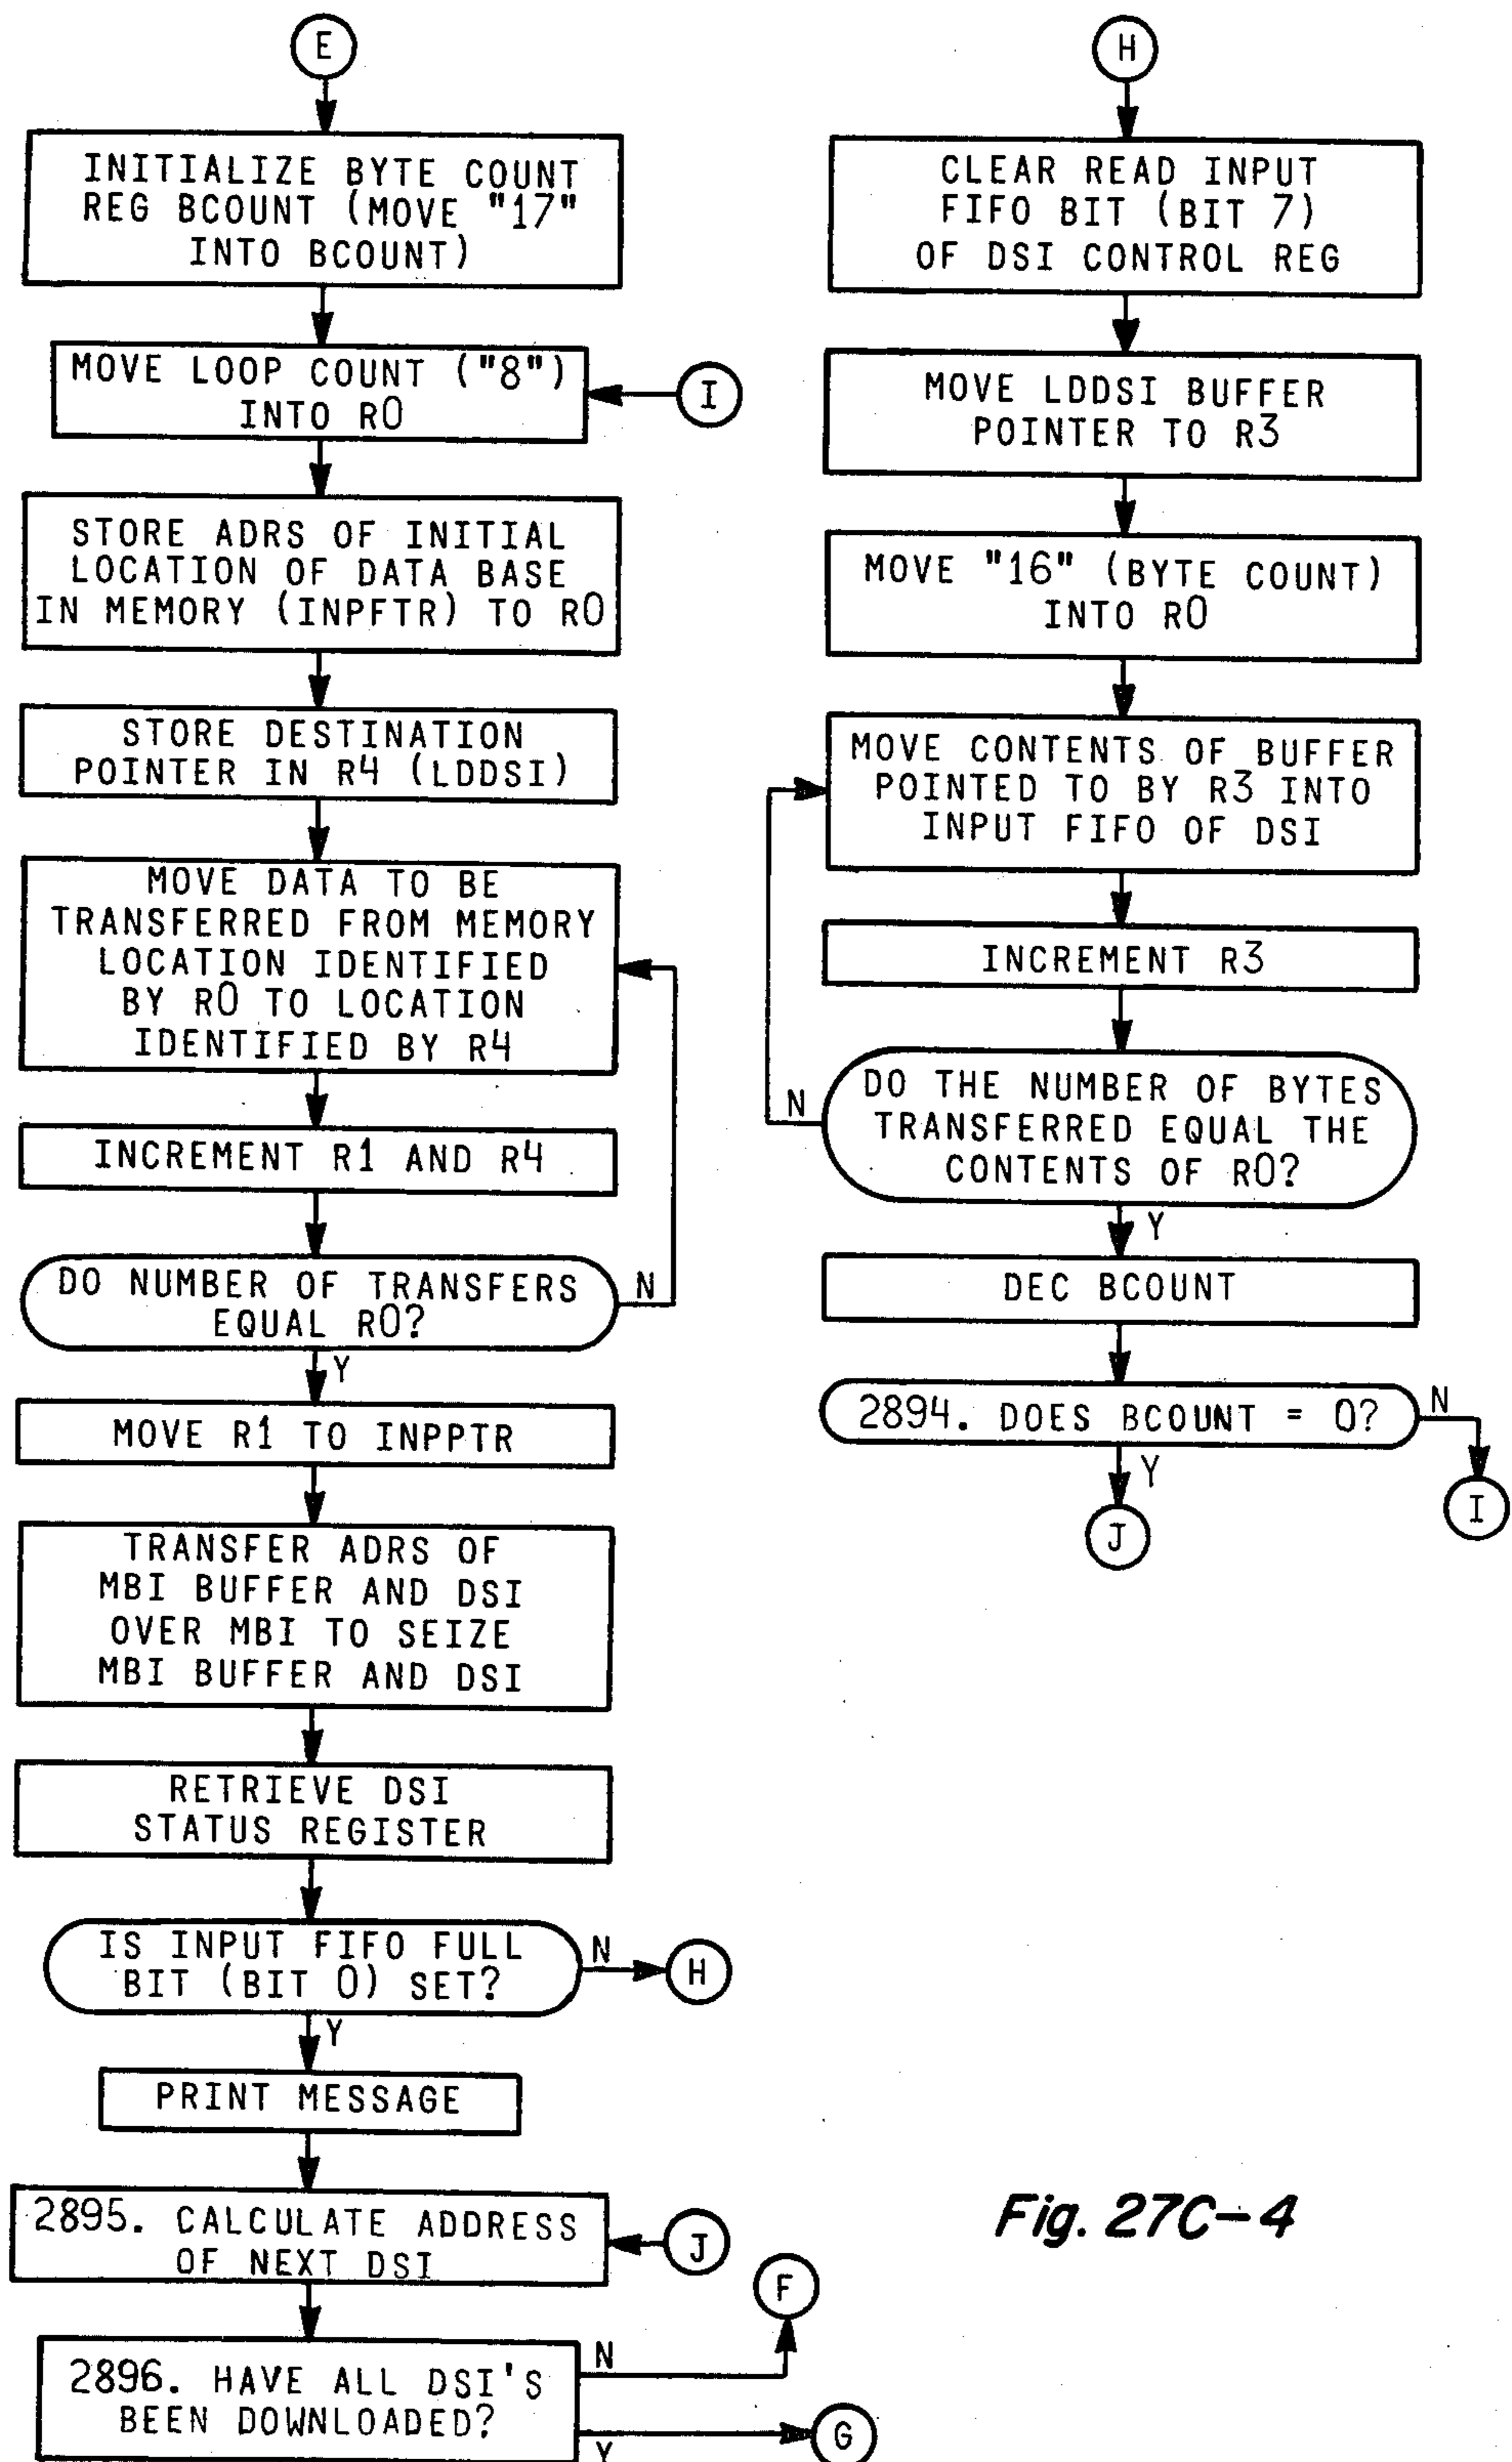 E
INITIALIZE BYTE COUNT
REG BCOUNT (MOVE "17"
INTO BCOUNT)
MOVE LOOP COUNT ("8")
INTO R0
I
STORE ADRS OF INITIAL
LOCATION OF DATA BASE
IN MEMORY (INPFTR) TO R0
STORE DESTINATION
POINTER IN R4 (LDDSI)
MOVE DATA TO BE
TRANSFERRED FROM MEMORY
LOCATION IDENTIFIED
BY R0 TO LOCATION
IDENTIFIED BY R4
INCREMENT R1 AND R4
DO NUMBER OF TRANSFERS
EQUAL R0?
N
Y
MOVE R1 TO INPPTR
TRANSFER ADRS OF
MBI BUFFER AND DSI
OVER MBI TO SEIZE
MBI BUFFER AND DSI
RETRIEVE DSI
STATUS REGISTER
IS INPUT FIFO FULL
BIT (BIT 0) SET?
N
H
Y
PRINT MESSAGE
2895. CALCULATE ADDRESS
OF NEXT DSI
J
2896. HAVE ALL DSI'S
BEEN DOWNLOADED?
N
F
Y
G
H
CLEAR READ INPUT
FIFO BIT (BIT 7)
OF DSI CONTROL REG
MOVE LDDSI BUFFER
POINTER TO R3
MOVE "16" (BYTE COUNT)
INTO R0
MOVE CONTENTS OF BUFFER
POINTED TO BY R3 INTO
INPUT FIFO OF DSI
INCREMENT R3
DO THE NUMBER OF BYTES
TRANSFERRED EQUAL THE
CONTENTS OF R0?
N
Y
DEC BCOUNT
2894. DOES BCOUNT = 0?
N
I
Y
J
Fig. 27C-4